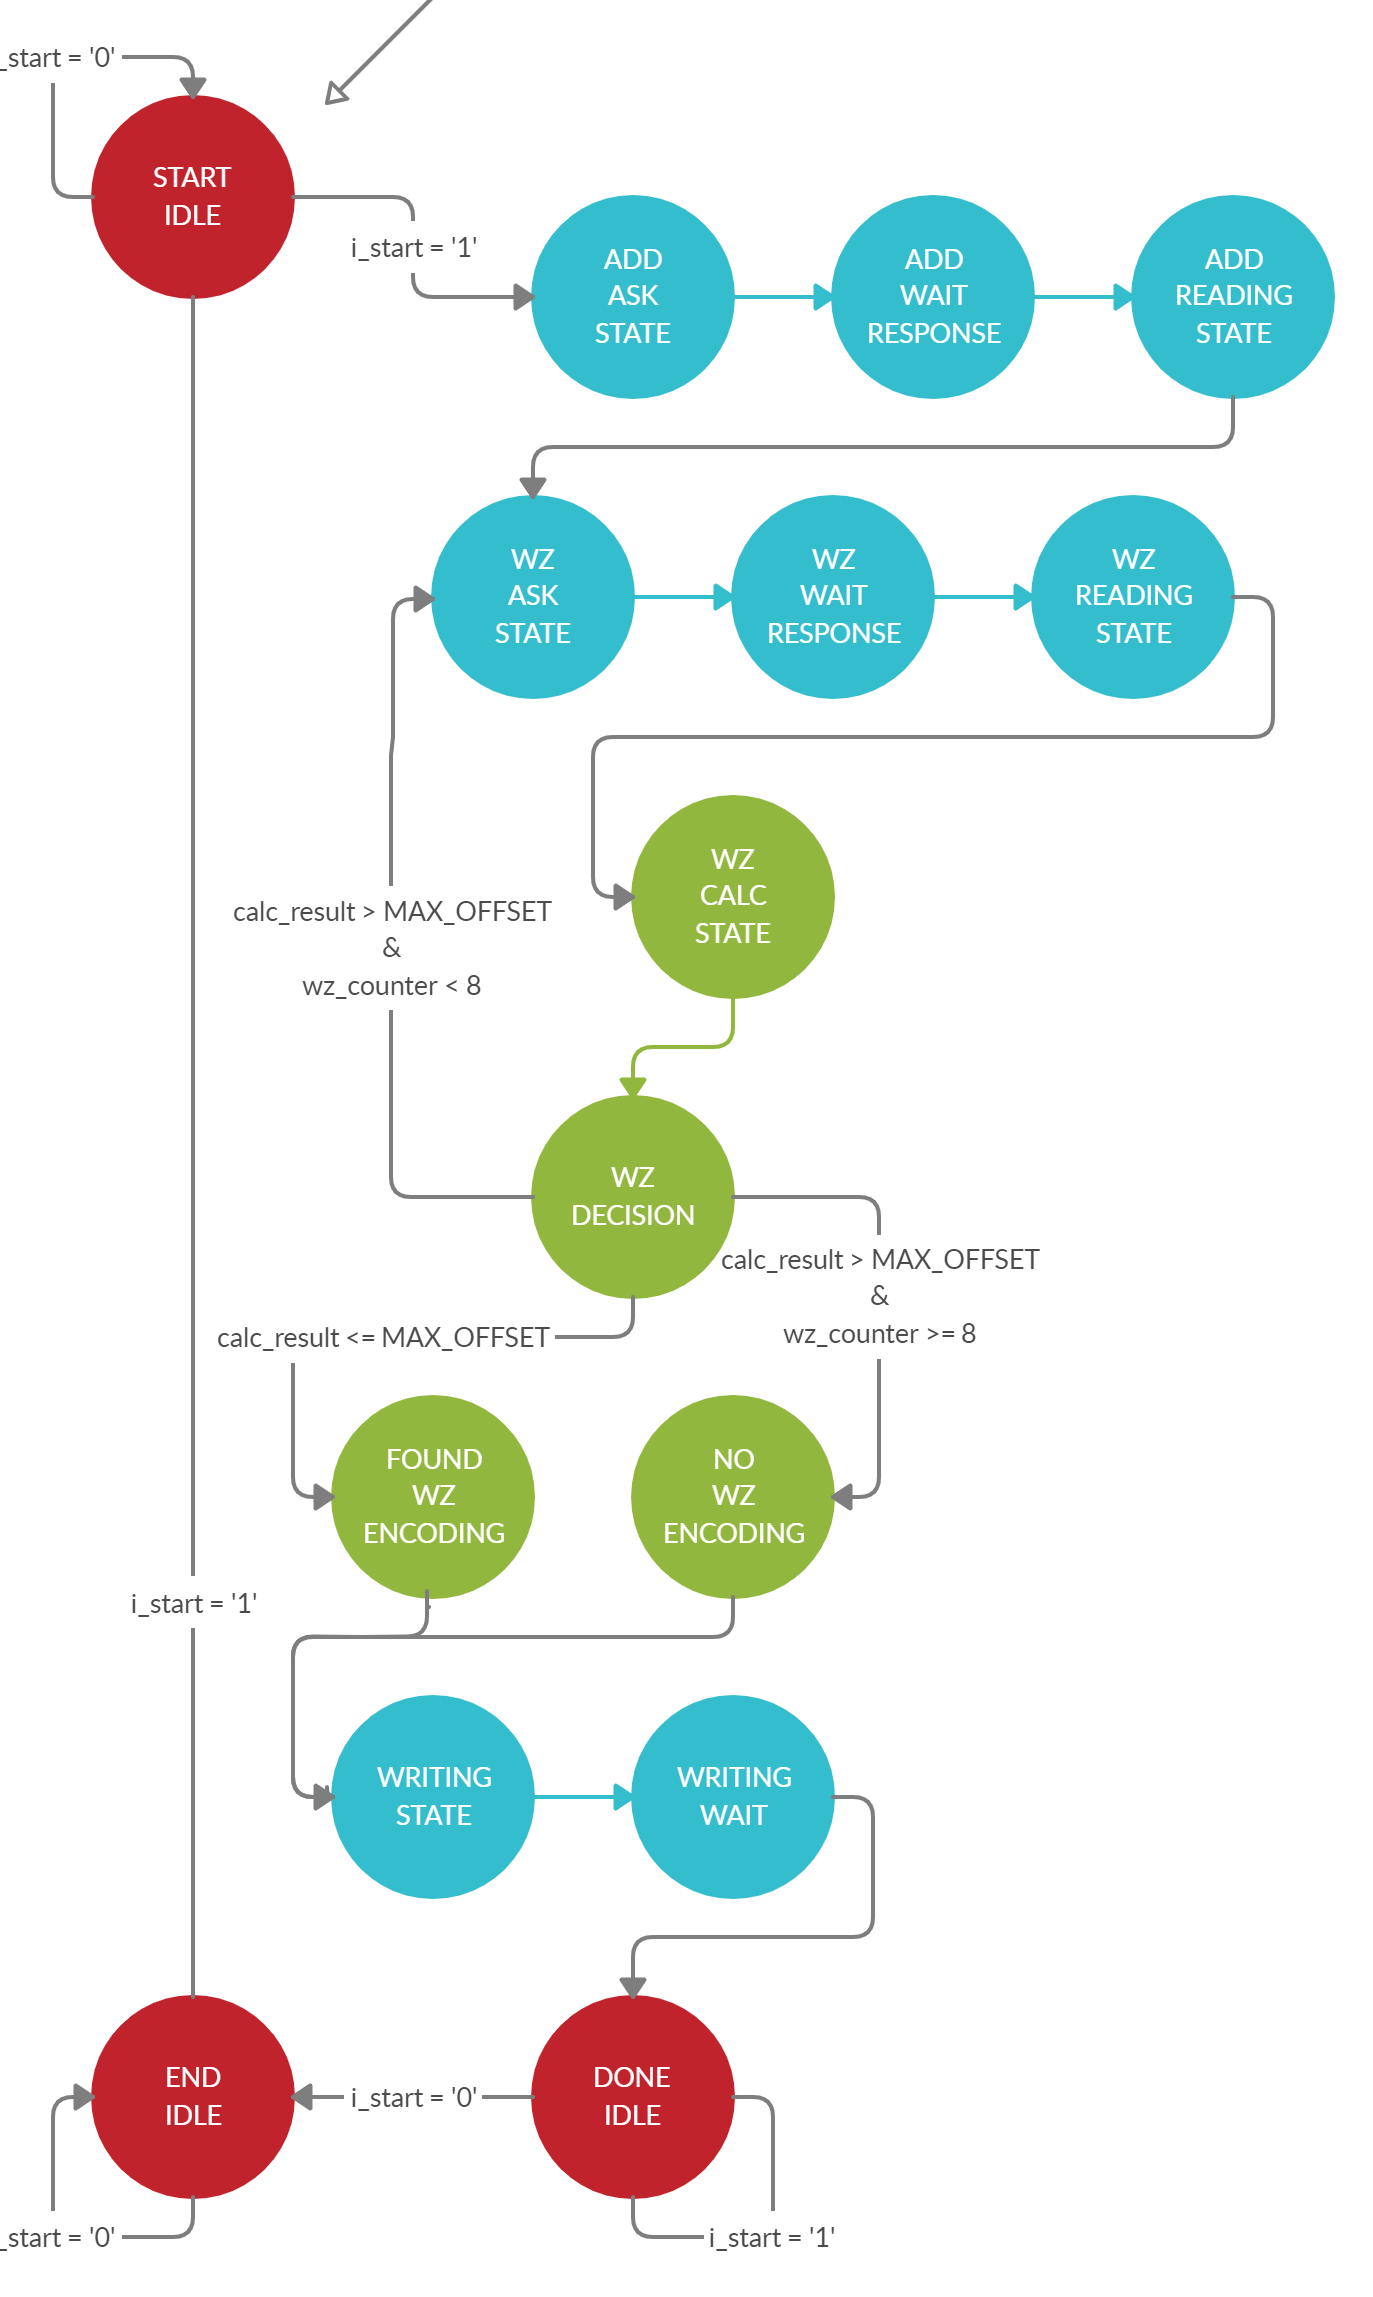 _start = '0'
START
IDLE
i_start = '1'
ADD
ASK
STATE
ADD
WAIT
RESPONSE
ADD
READING
STATE
WZ
ASK
STATE
WZ
WAIT
RESPONSE
WZ
READING
STATE
WZ
CALC
STATE
calc_result > MAX_OFFSET
&
wz_counter < 8
WZ
DECISION
calc_result > MAX_OFFSET
&
wz_counter >= 8
calc_result <= MAX_OFFSET
FOUND
WZ
ENCODING
NO
WZ
ENCODING
i_start = '1'
WRITING
STATE
WRITING
WAIT
END
IDLE
i_start = '0'
DONE
IDLE
_start = '0'
i_start = '1'